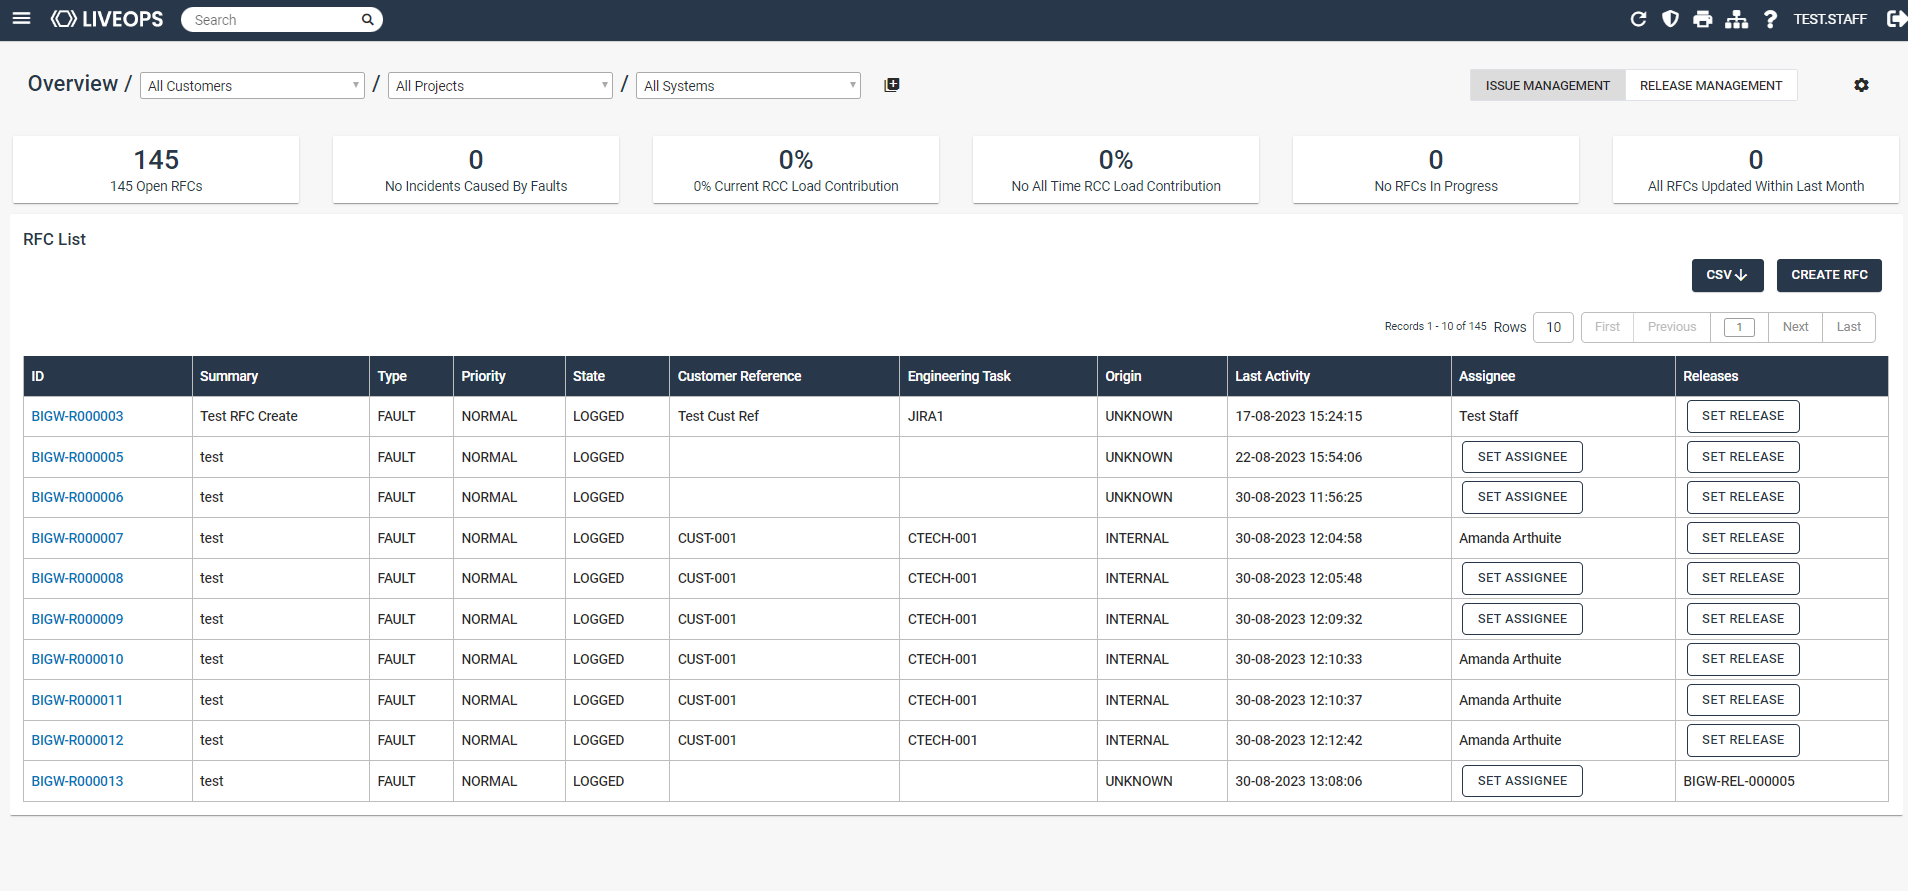 LIVEOPS Search TEST.STAFF
Overview / All Customers / All Projects / All Systems ISSUE MANAGEMENT RELEASE MANAGEMENT
145 0 0% 0% 0 0
145 Open RFCs No Incidents Caused By Faults 0% Current RCC Load Contribution No All Time RCC Load Contribution No RFCs In Progress All RFCs Updated Within Last Month
RFC List
CSV CREATE RFC
Records 1 - 10 of 145 Rows 10 First Previous 1 Next Last
ID Summary Type Priority State Customer Reference Engineering Task Origin Last Activity Assignee Releases
BIGW-R000003 Test RFC Create FAULT NORMAL LOGGED Test Cust Ref JIRA1 UNKNOWN 17-08-2023 15:24:15 Test Staff SET RELEASE
BIGW-R000005 test FAULT NORMAL LOGGED UNKNOWN 22-08-2023 15:54:06 SET ASSIGNEE SET RELEASE
BIGW-R000006 test FAULT NORMAL LOGGED UNKNOWN 30-08-2023 11:56:25 SET ASSIGNEE SET RELEASE
BIGW-R000007 test FAULT NORMAL LOGGED CUST-001 CTECH-001 INTERNAL 30-08-2023 12:04:58 Amanda Arthuite SET RELEASE
BIGW-R000008 test FAULT NORMAL LOGGED CUST-001 CTECH-001 INTERNAL 30-08-2023 12:05:48 SET ASSIGNEE SET RELEASE
BIGW-R000009 test FAULT NORMAL LOGGED CUST-001 CTECH-001 INTERNAL 30-08-2023 12:09:32 SET ASSIGNEE SET RELEASE
BIGW-R000010 test FAULT NORMAL LOGGED CUST-001 CTECH-001 INTERNAL 30-08-2023 12:10:33 Amanda Arthuite SET RELEASE
BIGW-R000011 test FAULT NORMAL LOGGED CUST-001 CTECH-001 INTERNAL 30-08-2023 12:10:37 Amanda Arthuite SET RELEASE
BIGW-R000012 test FAULT NORMAL LOGGED CUST-001 CTECH-001 INTERNAL 30-08-2023 12:12:42 Amanda Arthuite SET RELEASE
BIGW-R000013 test FAULT NORMAL LOGGED UNKNOWN 30-08-2023 13:08:06 SET ASSIGNEE BIGW-REL-000005